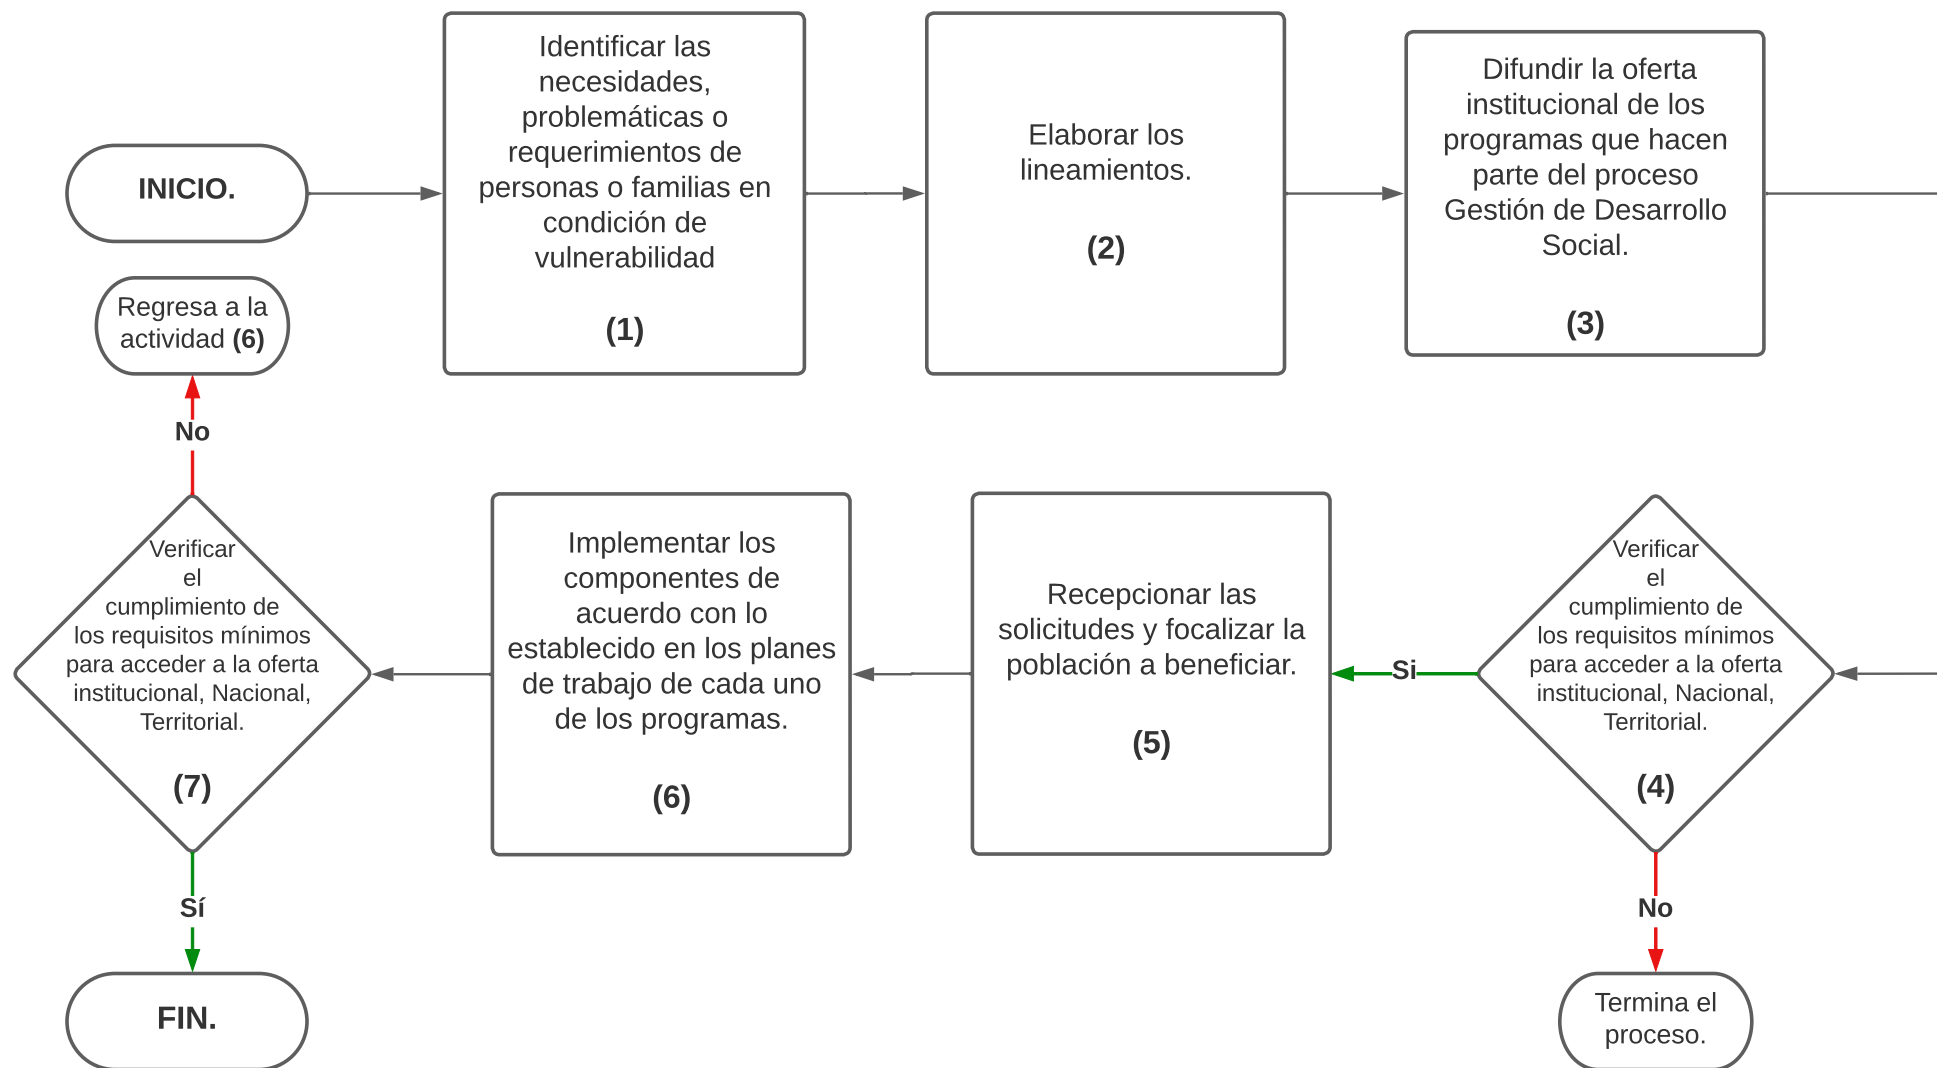 INICIO.
Identificar las
necesidades,
problemáticas o
requerimientos de
personas o familias en
condición de
vulnerabilidad
(1)
Elaborar los
lineamientos.
(2)
Difundir la oferta
institucional de los
programas que hacen
parte del proceso
Gestión de Desarrollo
Social.
(3)
Verificar
el
cumplimiento de
los requisitos mínimos
para acceder a la oferta
institucional, Nacional,
Territorial.
(4)
No
Termina el
proceso.
Si
Recepcionar las
solicitudes y focalizar la
población a beneficiar.
(5)
Implementar los
componentes de
acuerdo con lo
establecido en los planes
de trabajo de cada uno
de los programas.
(6)
Verificar
el
cumplimiento de
los requisitos mínimos
para acceder a la oferta
institucional, Nacional,
Territorial.
(7)
No
Regresa a la
actividad (6)
Sí
FIN.